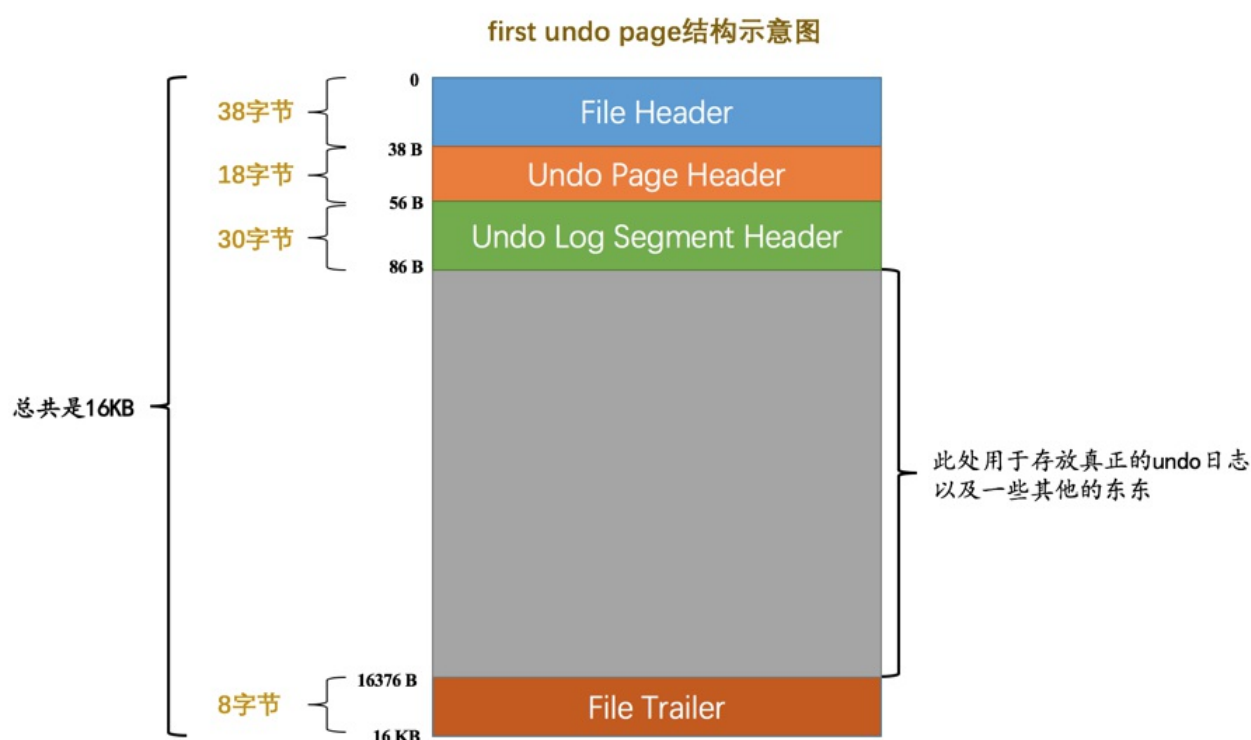 first undo page结构示意图
0
38字节
File Header
38 B
18字节
Undo Page Header
56 B
30字节
Undo Log Segment Header
86 B
总共是16KB
此处用于存放真正的undo日志
以及一些其他的东东
16376 B
8字节
File Trailer
16 KB